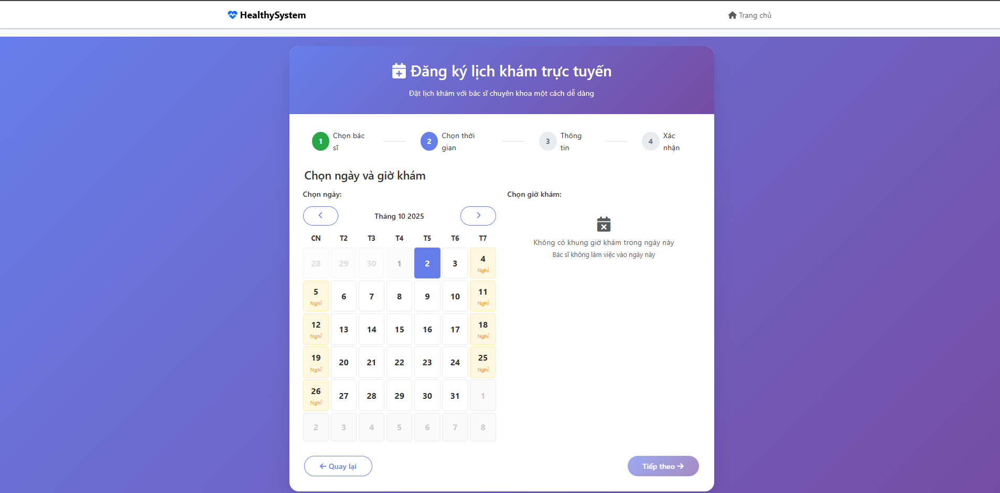 HealthySystem
Trang chủ
Đăng ký lịch khám trực tuyến
Đặt lịch khám với bác sĩ chuyên khoa một cách dễ dàng
1 Chọn bác sĩ
2 Chọn thời gian
3 Thông tin
4 Xác nhận
Chọn ngày và giờ khám
Chọn ngày:
Tháng 10 2025
CN T2 T3 T4 T5 T6 T7
28 29 30 1 2 3 4
Nghỉ
5 6 7 8 9 10 11
Nghỉ Nghỉ
12 13 14 15 16 17 18
Nghỉ Nghỉ
19 20 21 22 23 24 25
Nghỉ Nghỉ
26 27 28 29 30 31 1
Nghỉ
2 3 4 5 6 7 8
Chọn giờ khám:
Không có khung giờ khám trong ngày này
Bác sĩ không làm việc vào ngày này
Quay lại
Tiếp theo